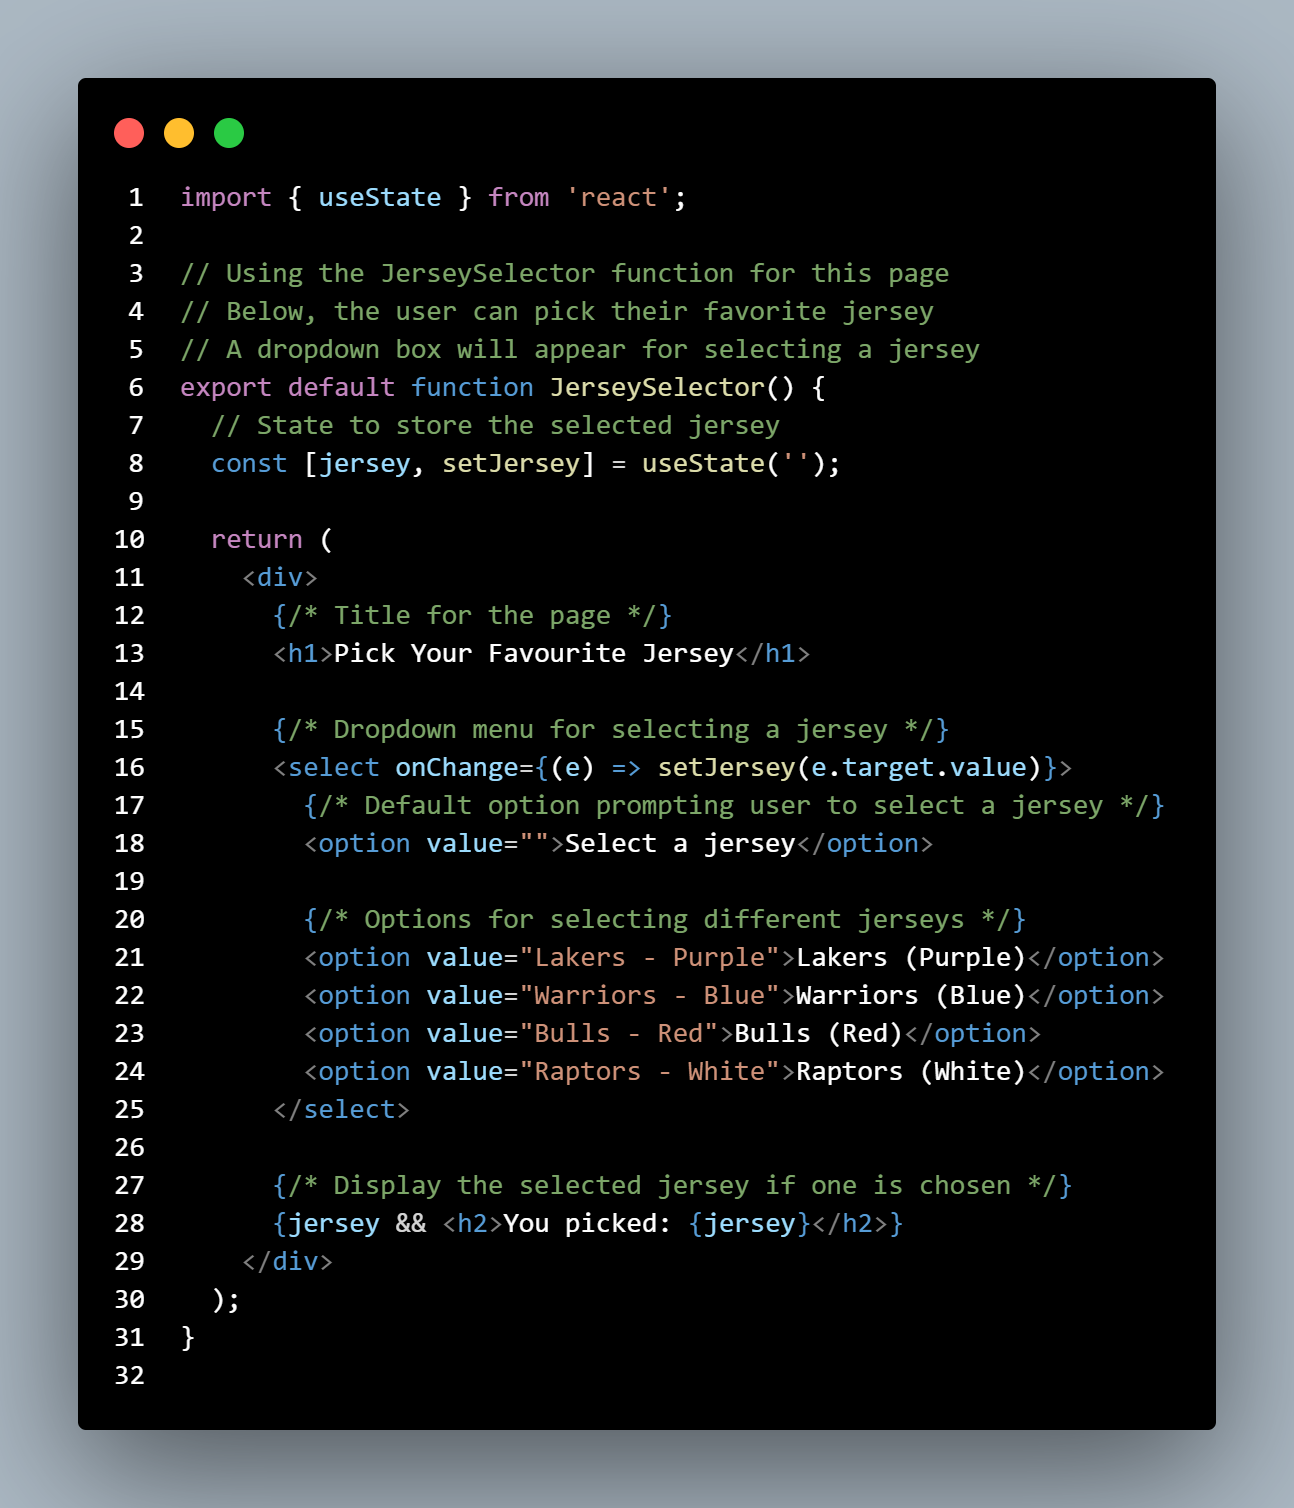 1 import { useState } from 'react';
2
3 // Using the JerseySelector function for this page
4 // Below, the user can pick their favorite jersey
5 // A dropdown box will appear for selecting a jersey
6 export default function JerseySelector() {
7   // State to store the selected jersey
8   const [jersey, setJersey] = useState('');
9
10   return (
11     <div>
12       {/* Title for the page */}
13       <h1>Pick Your Favourite Jersey</h1>
14
15       {/* Dropdown menu for selecting a jersey */}
16       <select onChange={(e) => setJersey(e.target.value)}>
17         {/* Default option prompting user to select a jersey */}
18         <option value="">Select a jersey</option>
19
20         {/* Options for selecting different jerseys */}
21         <option value="Lakers - Purple">Lakers (Purple)</option>
22         <option value="Warriors - Blue">Warriors (Blue)</option>
23         <option value="Bulls - Red">Bulls (Red)</option>
24         <option value="Raptors - White">Raptors (White)</option>
25       </select>
26
27       {/* Display the selected jersey if one is chosen */}
28       {jersey && <h2>You picked: {jersey}</h2>}
29     </div>
30   );
31 }
32